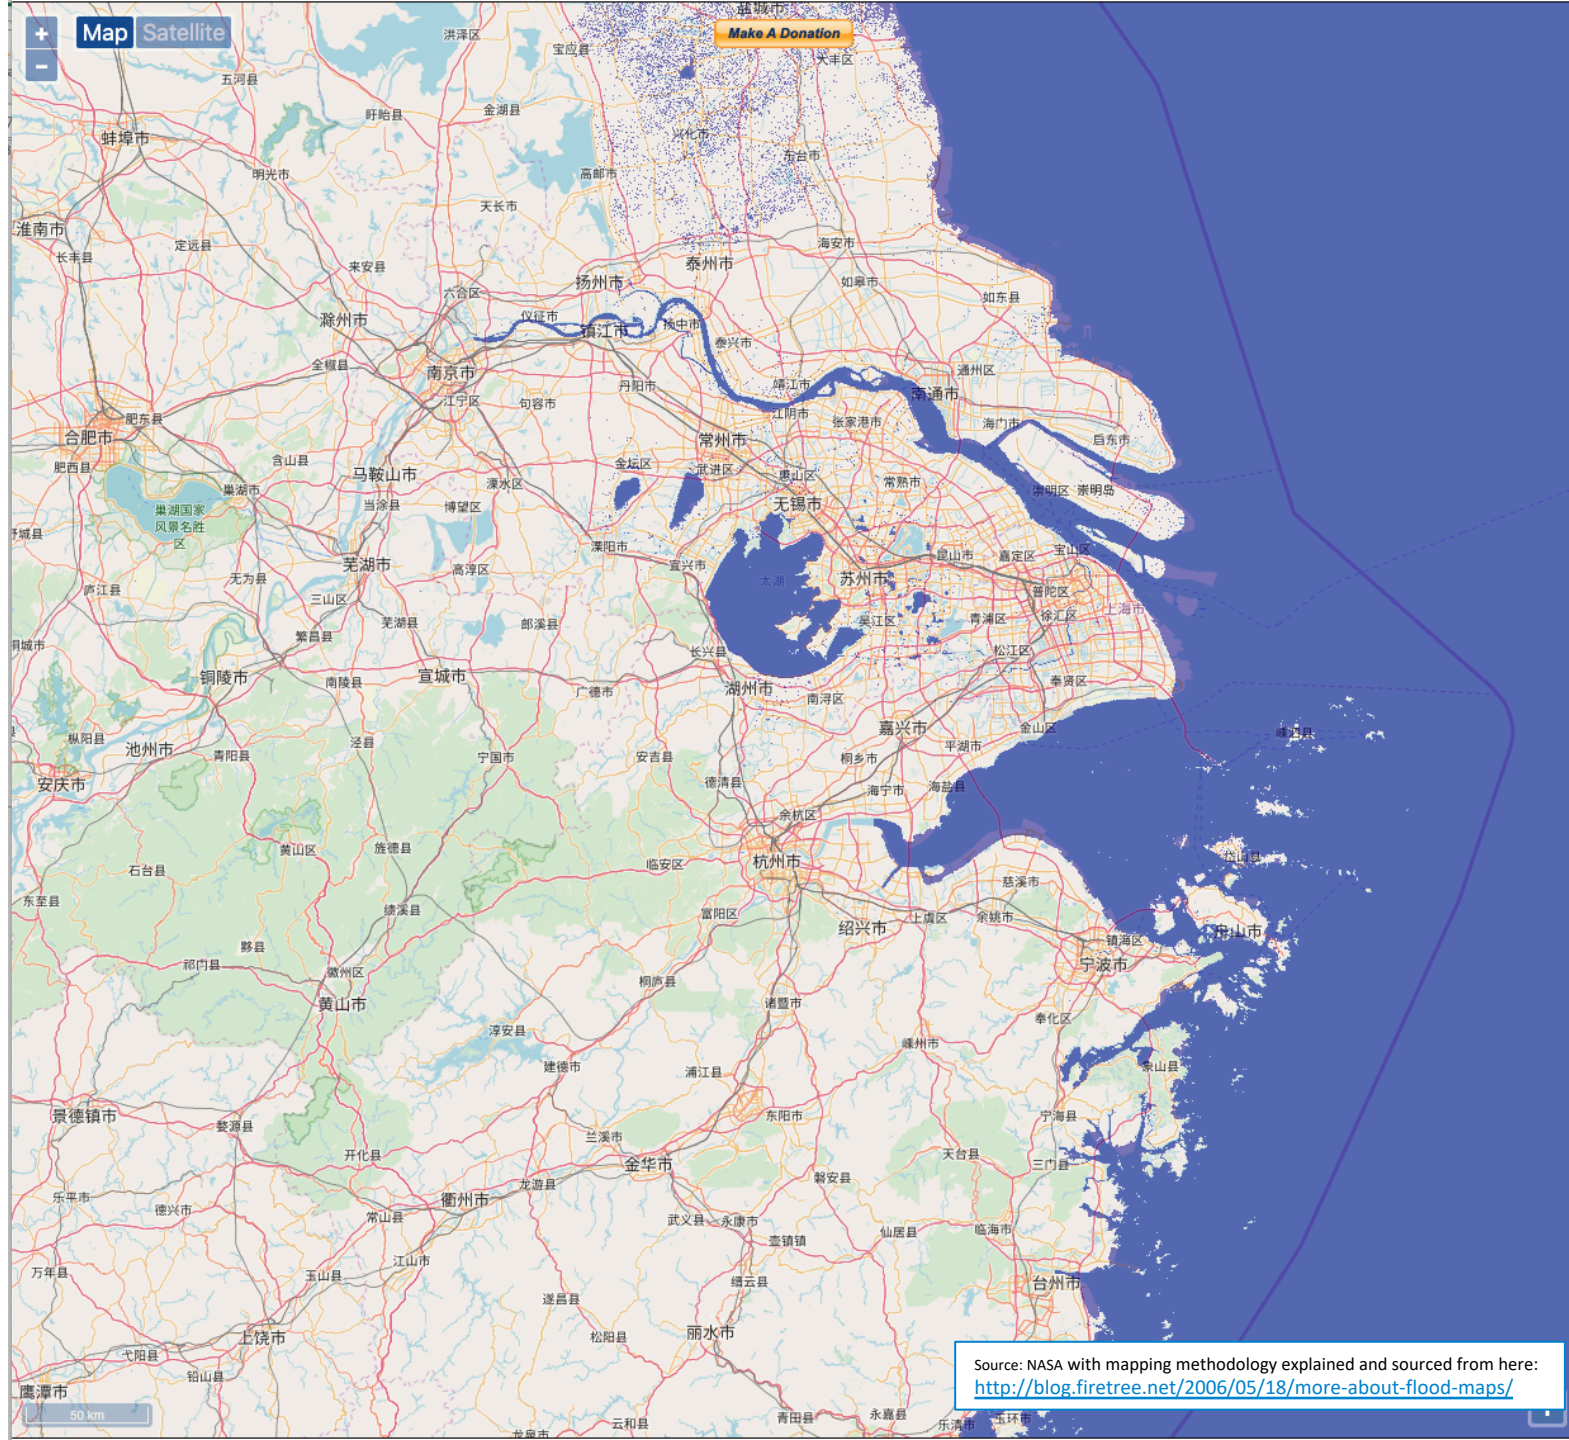 +
−
Map Satellite
盐城市
Make A Donation
洪泽区
宝应县
大丰区
五河县
盱眙县
金湖县
蚌埠市
兴化市
东台市
明光市
高邮市
天长市
淮南市
定远县
长丰县
来安县
海安市
泰州市
扬州市
如皋市
六合区
如东县
滁州市
仪征市
镇江市
扬中市
泰兴市
全椒县
南京市
通州区
丹阳市
靖江市
南通市
江宁区
句容市
江阴市
张家港市
海门市
肥东县
合肥市
常州市
启东市
肥西县
含山县
马鞍山市
金坛区
武进区
惠山区
溧水区
常熟市
崇明区
崇明岛
巢湖市
当涂县
博望区
无锡市
巢湖国家
风景名胜
区
溧阳市
昆山市
嘉定区
宝山区
芜湖市
宜兴市
高淳区
无为县
太湖
苏州市
庐江县
三山区
普陀区
上海市
繁昌县
芜湖县
郎溪县
吴江区
青浦区
徐汇区
长兴县
松江区
铜陵市
南陵县
宣城市
广德市
湖州市
南浔区
奉贤区
枞阳县
池州市
泾县
嘉兴市
金山区
嵊泗县
青阳县
宁国市
安吉县
桐乡市
平湖市
安庆市
德清县
海宁市
海盐县
余杭区
黄山区
旌德县
杭州市
岱山县
石台县
临安区
慈溪市
东至县
绩溪县
富阳区
绍兴市
上虞区
余姚市
舟山市
黟县
镇海区
祁门县
徽州区
宁波市
桐庐县
黄山市
诸暨市
奉化区
淳安县
嵊州市
建德市
浦江县
象山县
景德镇市
婺源县
东阳市
宁海县
兰溪市
开化县
金华市
天台县
三门县
乐平市
龙游县
磐安县
德兴市
常山县
衢州市
武义县
永康市
仙居县
临海市
壶镇镇
江山市
万年县
玉山县
缙云县
台州市
遂昌县
上饶市
松阳县
丽水市
弋阳县
铅山县
鹰潭市
50 km
云和县
青田县
永嘉县
乐清市
玉环市
龙泉市
Source: NASA with mapping methodology explained and sourced from here:
http://blog.firetree.net/2006/05/18/more-about-flood-maps/